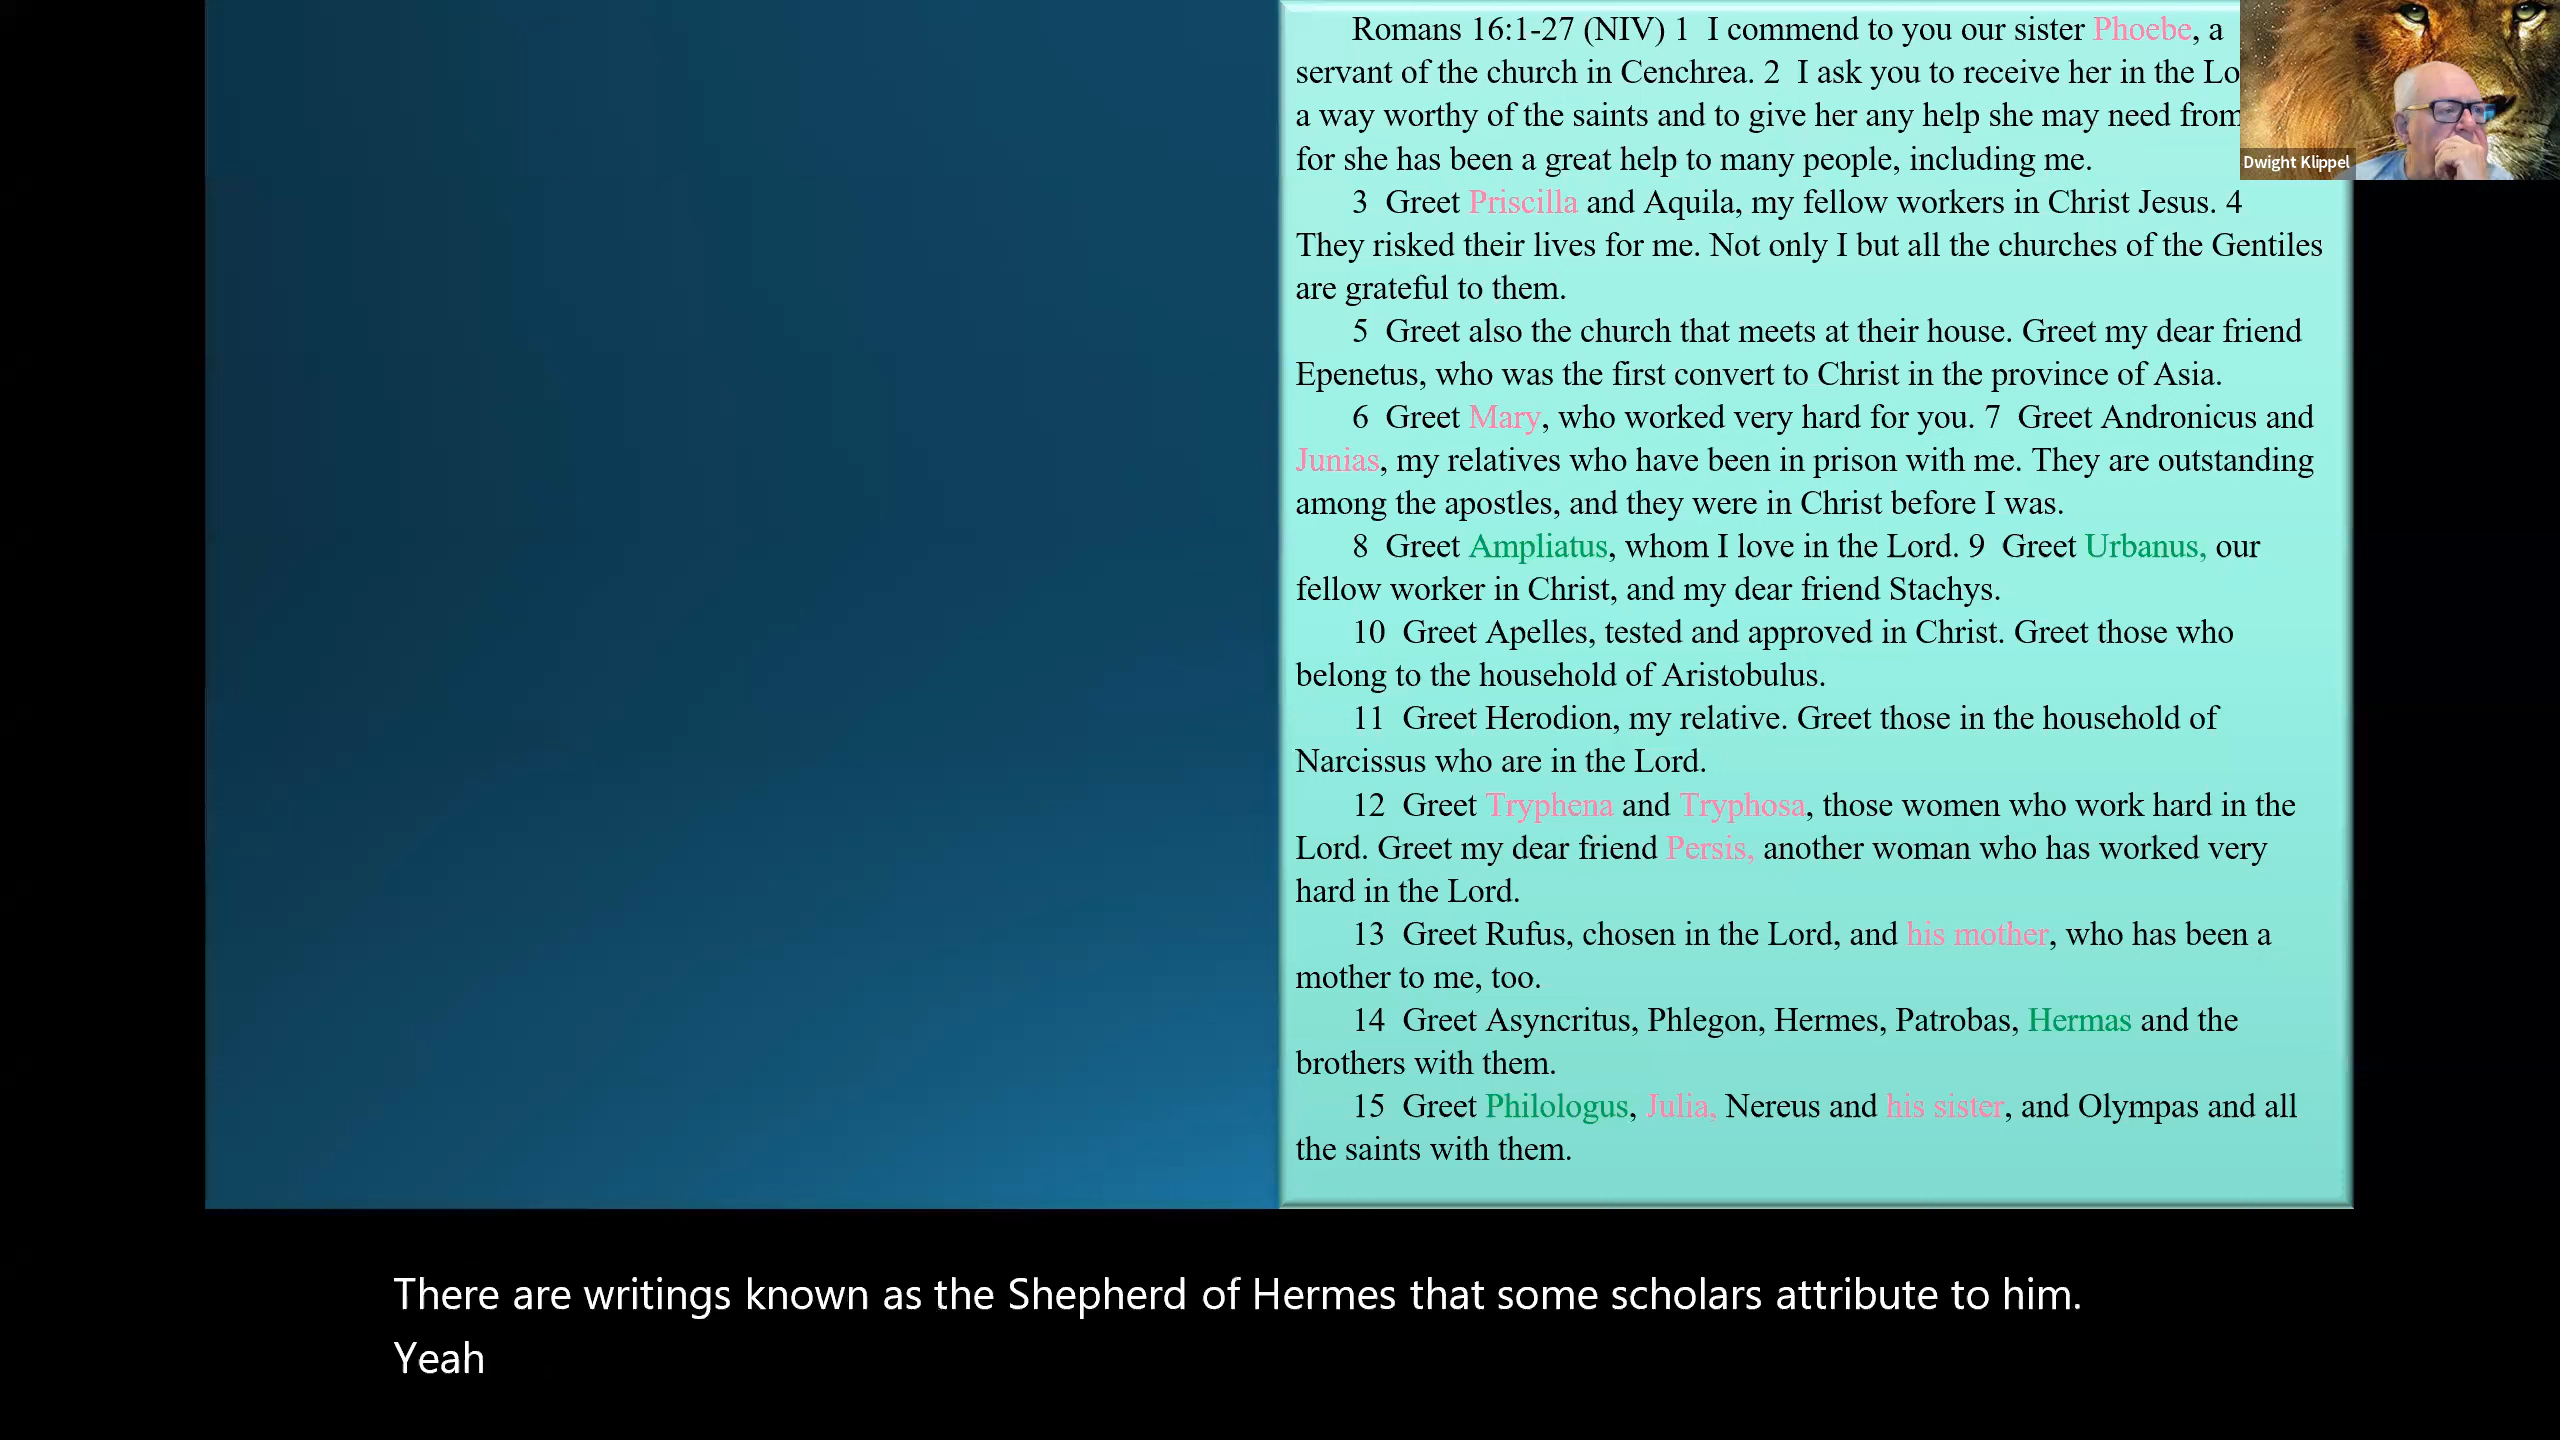 Romans 16:1-27 (NIV) 1 I commend to you our sister Phoebe, a
servant of the church in Cenchrea. 2 I ask you to receive her in the Lo
a way worthy of the saints and to give her any help she may need from
for she has been a great help to many people, including me.
3 Greet Priscilla and Aquila, my fellow workers in Christ Jesus. 4
They risked their lives for me. Not only I but all the churches of the Gentiles
are grateful to them.
5 Greet also the church that meets at their house. Greet my dear friend
Epenetus, who was the first convert to Christ in the province of Asia.
6 Greet Mary, who worked very hard for you. 7 Greet Andronicus and
Junias, my relatives who have been in prison with me. They are outstanding
among the apostles, and they were in Christ before I was.
8 Greet Ampliatus, whom I love in the Lord. 9 Greet Urbanus, our
fellow worker in Christ, and my dear friend Stachys.
10 Greet Apelles, tested and approved in Christ. Greet those who
belong to the household of Aristobulus.
11 Greet Herodion, my relative. Greet those in the household of
Narcissus who are in the Lord.
12 Greet Tryphena and Tryphosa, those women who work hard in the
Lord. Greet my dear friend Persis, another woman who has worked very
hard in the Lord.
13 Greet Rufus, chosen in the Lord, and his mother, who has been a
mother to me, too.
14 Greet Asyncritus, Phlegon, Hermes, Patrobas, Hermas and the
brothers with them.
15 Greet Philologus, Julia, Nereus and his sister, and Olympas and all
the saints with them.
Dwight Klippel
There are writings known as the Shepherd of Hermes that some scholars attribute to him.
Yeah